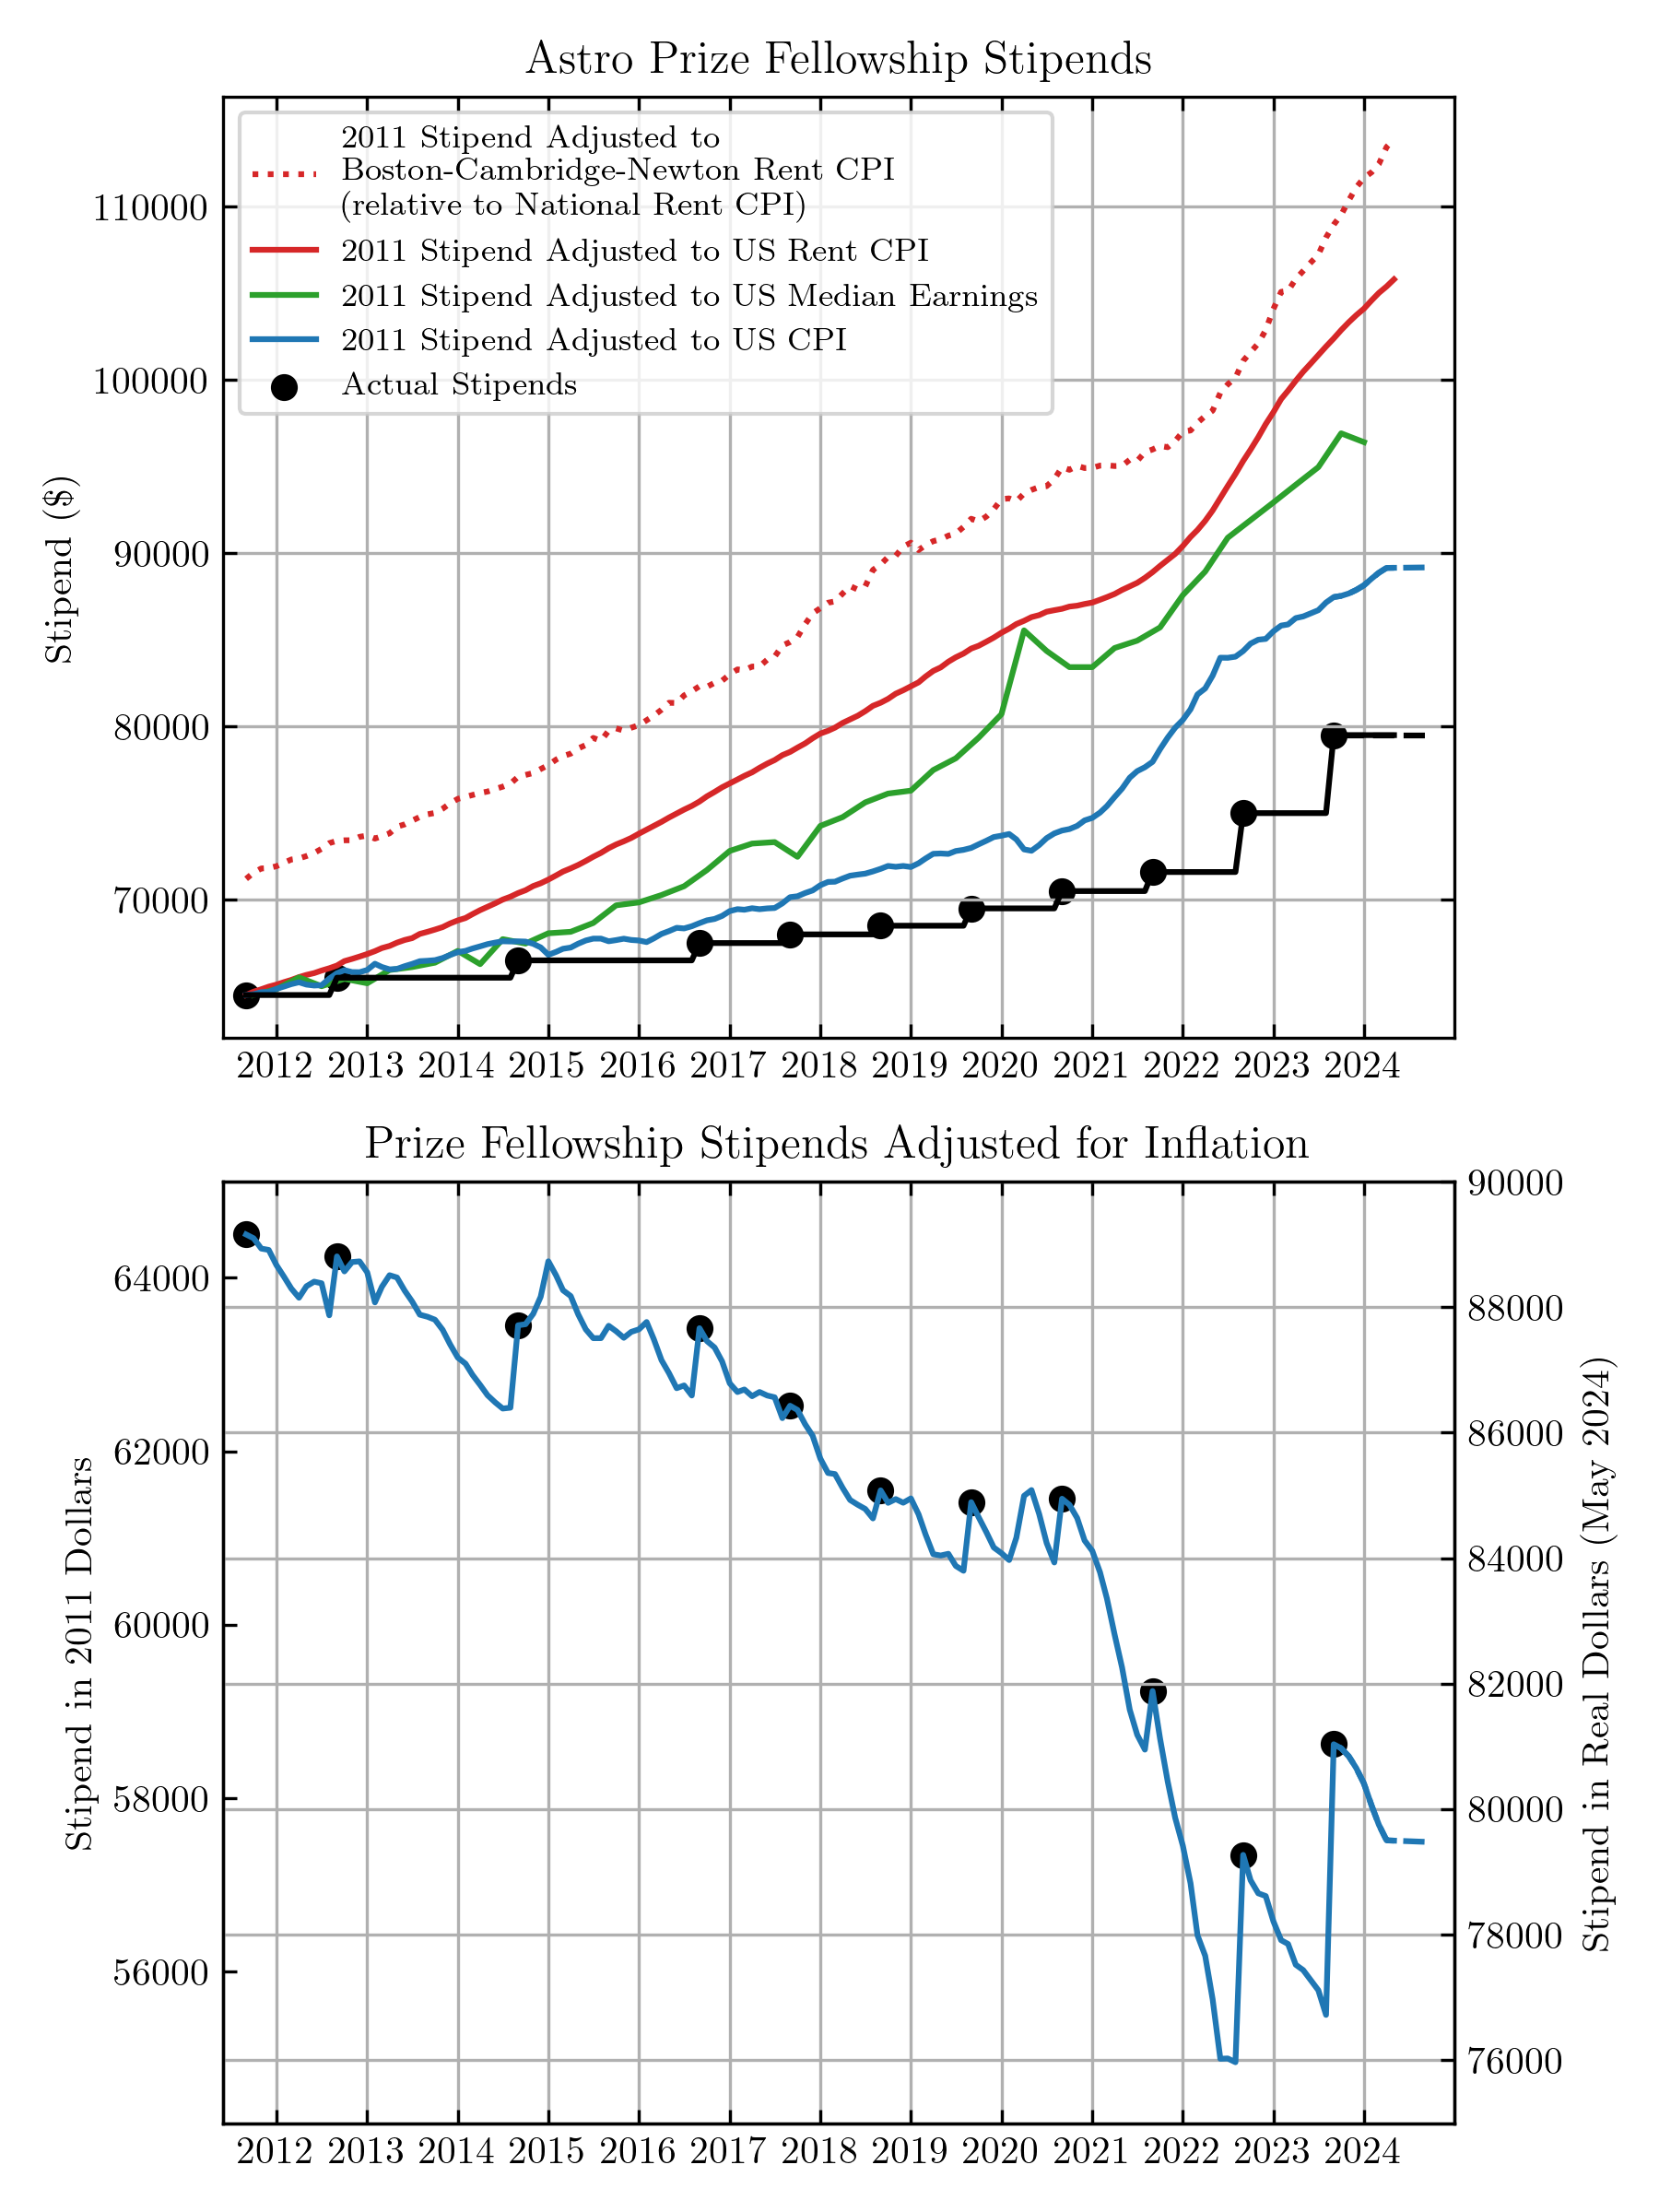 Astro Prize Fellowship Stipends
2011 Stipend Adjusted to
Boston-Cambridge-Newton Rent CPI
(relative to National Rent CPI)
2011 Stipend Adjusted to US Rent CPI
2011 Stipend Adjusted to US Median Earnings
2011 Stipend Adjusted to US CPI
Actual Stipends
Stipend ($)
110000
100000
90000
80000
70000
2012 2013 2014 2015 2016 2017 2018 2019 2020 2021 2022 2023 2024
Prize Fellowship Stipends Adjusted for Inflation
Stipend in 2011 Dollars
64000
62000
60000
58000
56000
90000
88000
86000
84000
82000
80000
78000
76000
Stipend in Real Dollars (May 2024)
2012 2013 2014 2015 2016 2017 2018 2019 2020 2021 2022 2023 2024